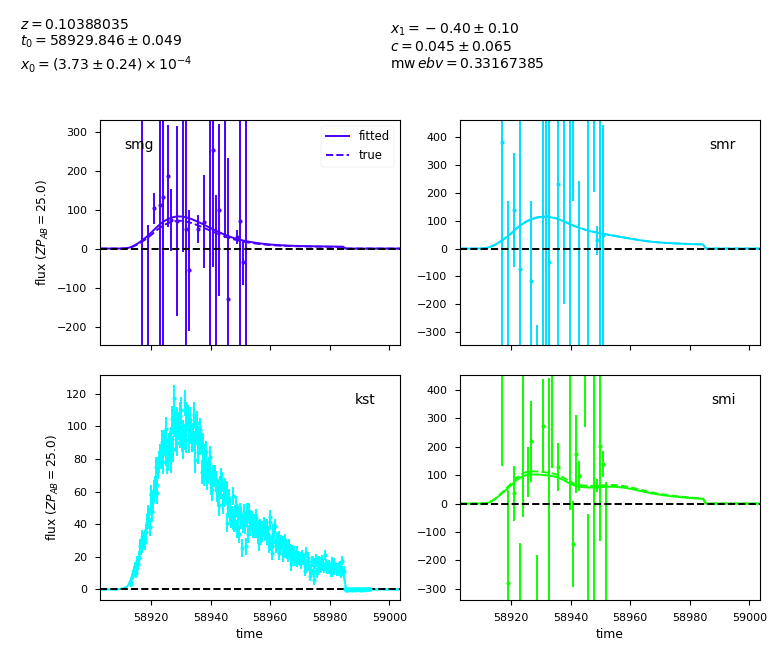 z = 0.10388035
t₀ = 58929.846 ± 0.049
x₀ = (3.73 ± 0.24) × 10⁻⁴
x₁ = −0.40 ± 0.10
c = 0.045 ± 0.065
mw ebv = 0.33167385
smg
fitted
true
300
200
100
0
−100
−200
flux (ZP_AB = 25.0)
smr
400
300
200
100
0
−100
−200
−300
kst
120
100
80
60
40
20
0
flux (ZP_AB = 25.0)
58920 58940 58960 58980 59000
time
smi
400
300
200
100
0
−100
−200
−300
58920 58940 58960 58980 59000
time